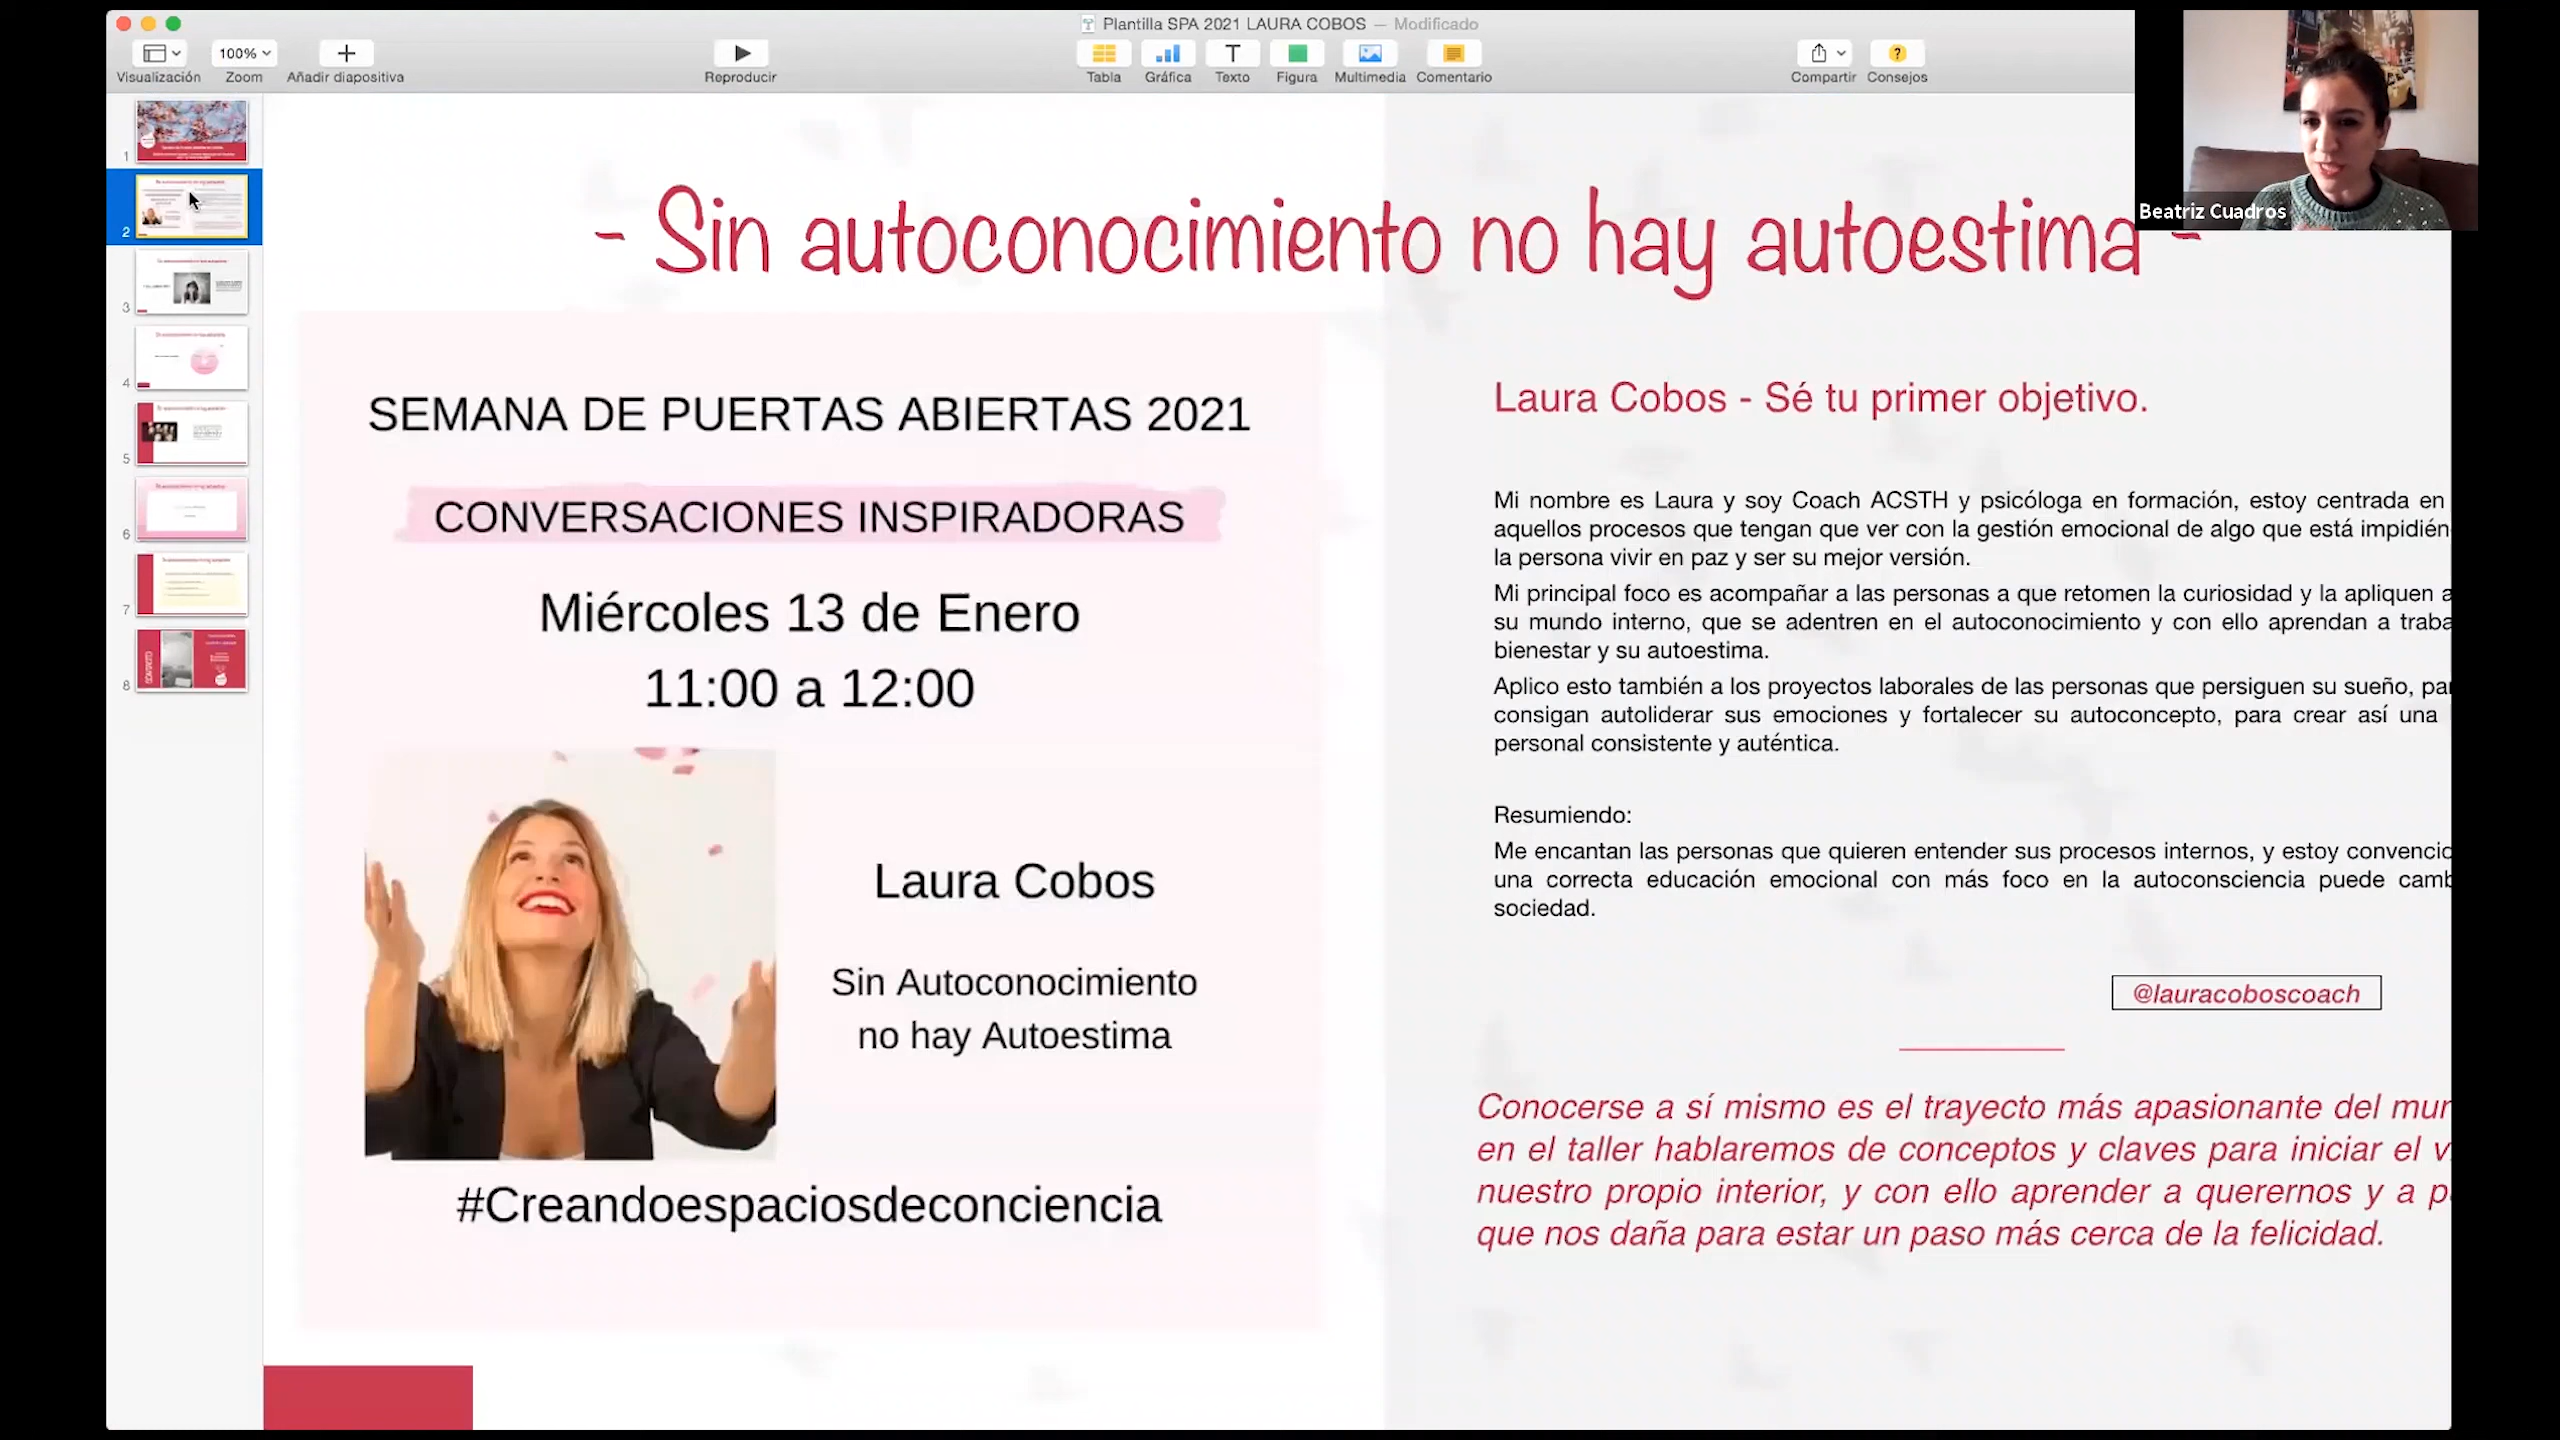 Plantilla SPA 2021 LAURA COBOS — Modificado
100%
Visualización Zoom Añadir diapositiva Reproducir Tabla Gráfica Texto Figura Multimedia Comentario Compartir Consejos
Beatriz Cuadros
1
2
3
4
5
6
7
8
- Sin autoconocimiento no hay autoestima -
SEMANA DE PUERTAS ABIERTAS 2021
CONVERSACIONES INSPIRADORAS
Miércoles 13 de Enero
11:00 a 12:00
Laura Cobos
Sin Autoconocimiento
no hay Autoestima
#Creandoespaciosdeconciencia
Laura Cobos - Sé tu primer objetivo.
Mi nombre es Laura y soy Coach ACSTH y psicóloga en formación, estoy centrada en
aquellos procesos que tengan que ver con la gestión emocional de algo que está
la persona vivir en paz y ser su mejor versión.
Mi principal foco es acompañar a las personas a que retomen la curiosidad y la apliquen a
su mundo interno, que se adentren en el autoconocimiento y con ello aprendan a
bienestar y su autoestima.
Aplico esto también a los proyectos laborales de las personas que persiguen su sueño,
consigan autoliderar sus emociones y fortalecer su autoconcepto, para crear así una
personal consistente y auténtica.
Resumiendo:
Me encantan las personas que quieren entender sus procesos internos, y estoy
una correcta educación emocional con más foco en la autoconsciencia puede
sociedad.
@lauracoboscoach
Conocerse a sí mismo es el trayecto más apasionante del
en el taller hablaremos de conceptos y claves para iniciar el
nuestro propio interior, y con ello aprender a querernos y a
que nos daña para estar un paso más cerca de la felicidad.